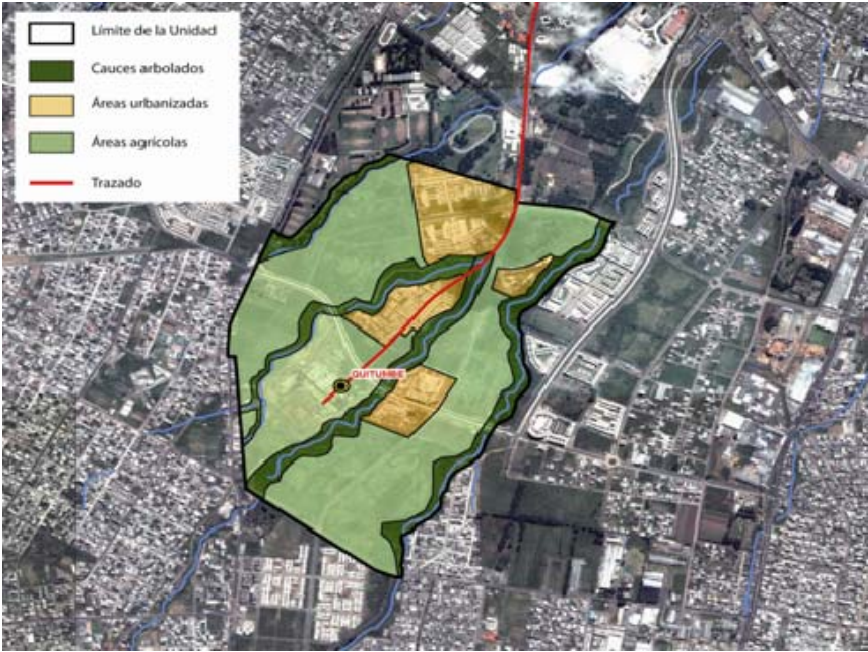 Límite de la Unidad
Cauces arbolados
Áreas urbanizadas
Áreas agrícolas
Trazado
QUITUMBE